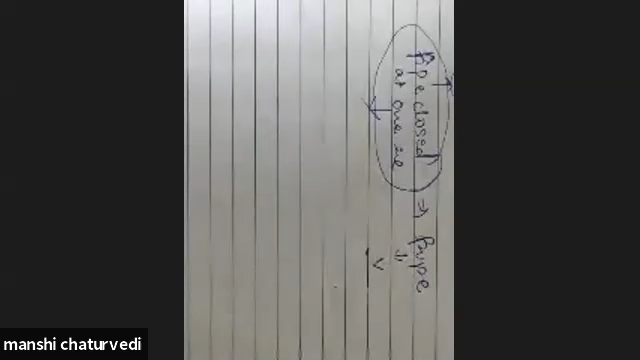 pipe closed ⇒ pipe
at one
V
manshi chaturvedi